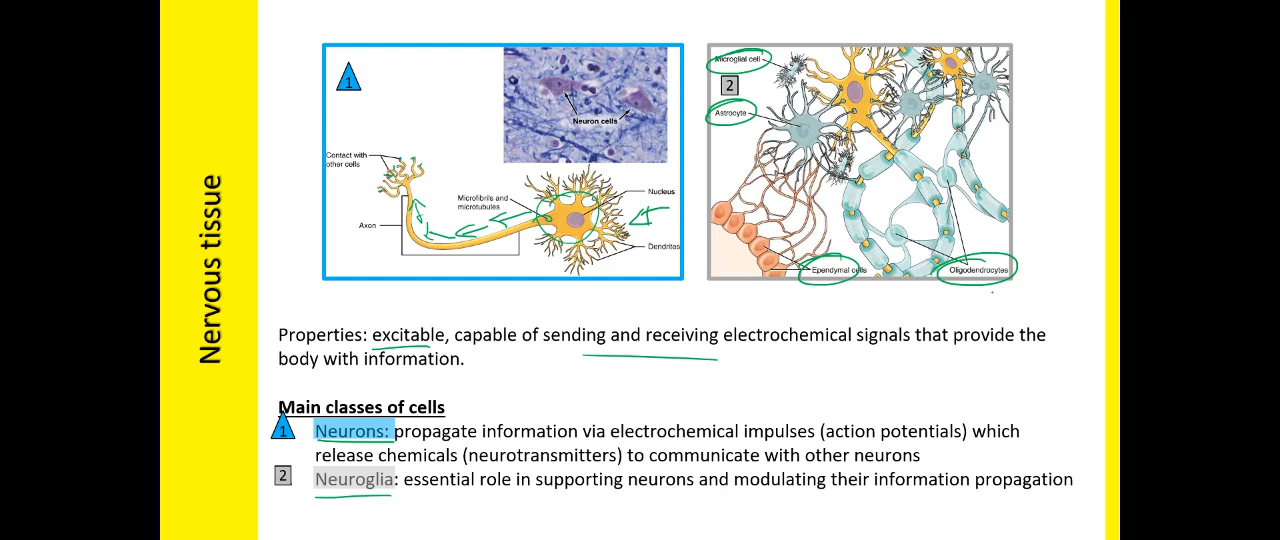 Nervous tissue
1
Neuron cells
Contact with
other cells
Microfibrils and
microtubules
Nucleus
Axon
Dendrites
Microglial cell
2
Astrocyte
Ependymal cells
Oligodendrocytes
Properties: excitable, capable of sending and receiving electrochemical signals that provide the
body with information.
Main classes of cells
1 Neurons: propagate information via electrochemical impulses (action potentials) which
release chemicals (neurotransmitters) to communicate with other neurons
2 Neuroglia: essential role in supporting neurons and modulating their information propagation